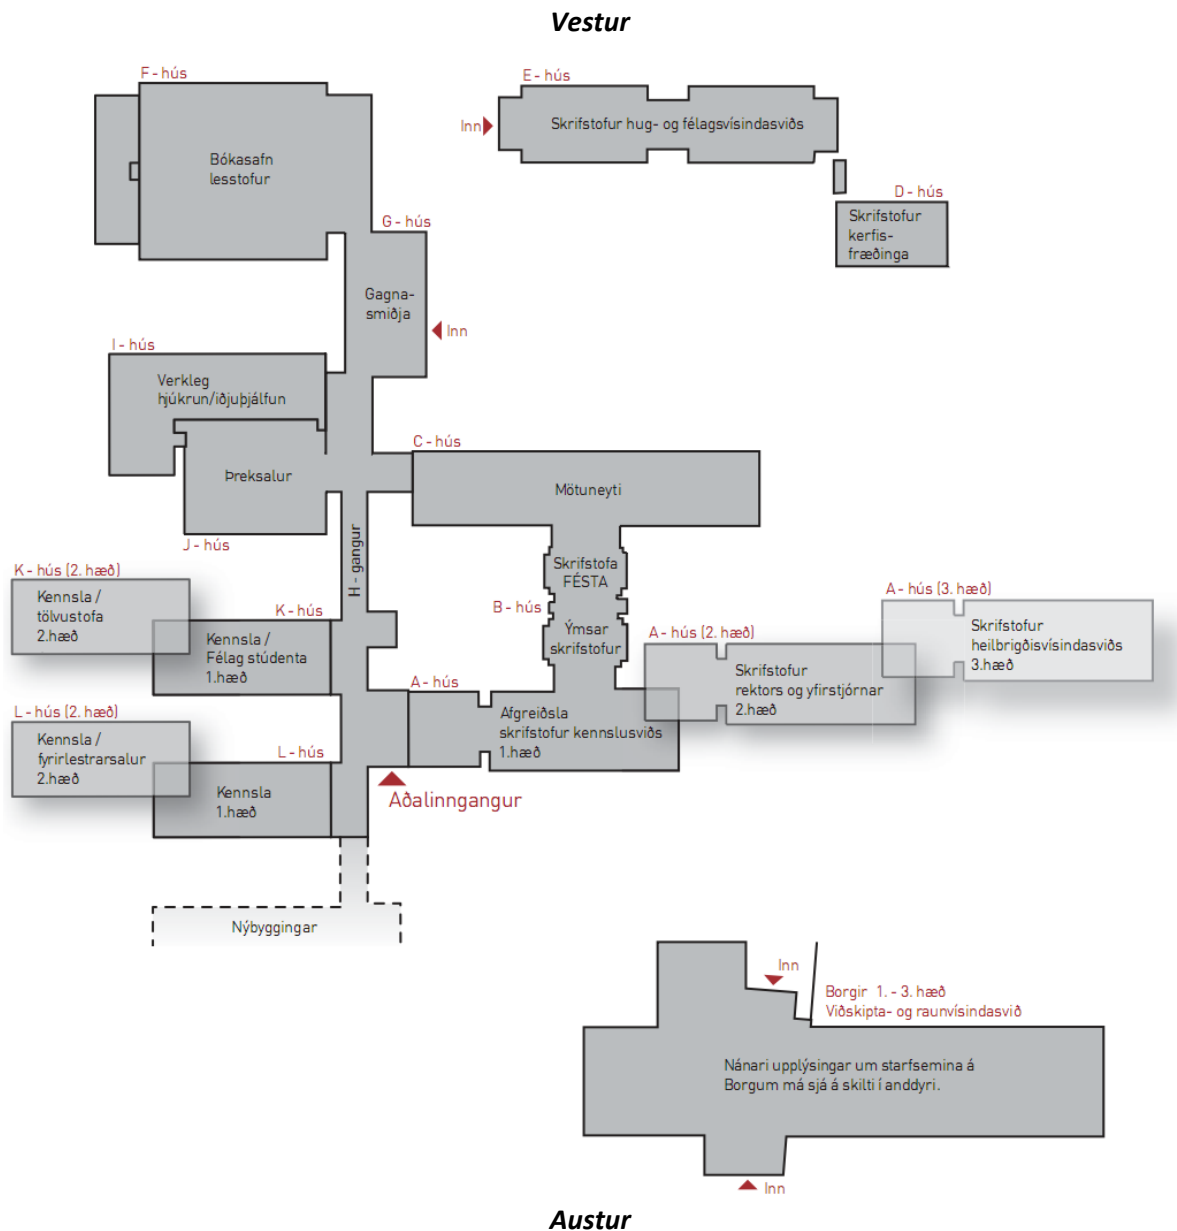 Vestur
F - hús
E - hús
Inn
Skrifstofur hug- og félagsvísindasviðs
Bókasafn
lesstofur
D - hús
Skrifstofur
kerfis-
fræðinga
G - hús
Gagna-
smiðja
Inn
I - hús
Verkleg
hjúkrun/iðjuþjálfun
C - hús
Þreksalur
Mötuneyti
J - hús
H - gangur
K - hús (2. hæð)
Kennsla /
tölvustofa
2.hæð
Skrifstofa
FÉSTA
B - hús
Ýmsar
skrifstofur
K - hús
Kennsla /
Félag stúdenta
1.hæð
A - hús (3. hæð)
Skrifstofur
heilbrigðisvísindasviðs
3.hæð
A - hús (2. hæð)
Skrifstofur
rektors og yfirstjórnar
2.hæð
A - hús
Afgreiðsla
skrifstofur kennslusviðs
1.hæð
L - hús (2. hæð)
Kennsla /
fyrirlestrarsalur
2.hæð
L - hús
Kennsla
1.hæð
Aðalinngangur
Nýbyggingar
Inn
Borgir 1. - 3. hæð
Viðskipta- og raunvísindasvið
Nánari upplýsingar um starfsemina á
Borgum má sjá á skilti í anddyri.
Inn
Austur